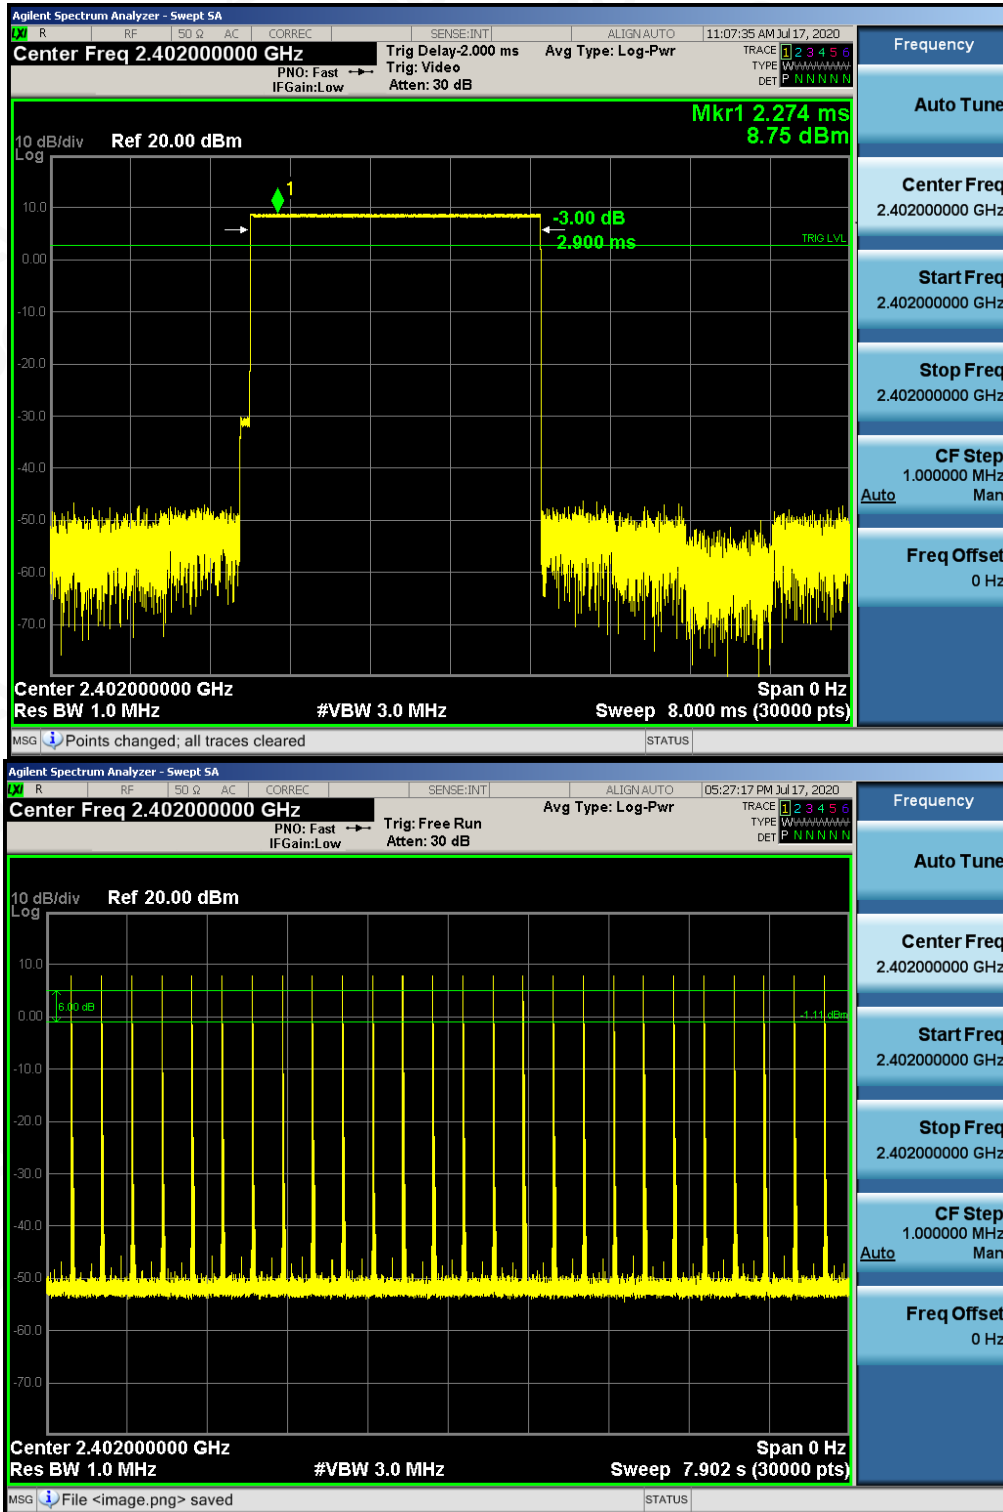 Agilent Spectrum Analyzer - Swept SA
LXI R RF 50 Ω AC CORREC SENSE:INT ALIGN AUTO 11:07:35 AM Jul 17, 2020
Center Freq 2.402000000 GHz
PNO: Fast
IFGain:Low
Trig Delay-2.000 ms
Trig: Video
Atten: 30 dB
Avg Type: Log-Pwr
TRACE 1 2 3 4 5 6
TYPE
DET P N N N N N
Mkr1 2.274 ms
8.75 dBm
10 dB/div Ref 20.00 dBm
Log
1
10.0
-3.00 dB
2.900 ms
TRIG LVL
0.00
-10.0
-20.0
-30.0
-40.0
-50.0
-60.0
-70.0
Center 2.402000000 GHz Span 0 Hz
Res BW 1.0 MHz #VBW 3.0 MHz Sweep 8.000 ms (30000 pts)
MSG Points changed; all traces cleared STATUS
Frequency
Auto Tune
Center Freq
2.402000000 GHz
Start Freq
2.402000000 GHz
Stop Freq
2.402000000 GHz
CF Step
1.000000 MHz
Auto Man
Freq Offset
0 Hz
Agilent Spectrum Analyzer - Swept SA
LXI R RF 50 Ω AC CORREC SENSE:INT ALIGN AUTO 05:27:17 PM Jul 17, 2020
Center Freq 2.402000000 GHz
PNO: Fast
IFGain:Low
Trig: Free Run
Atten: 30 dB
Avg Type: Log-Pwr
TRACE 1 2 3 4 5 6
TYPE
DET P N N N N N
10 dB/div Ref 20.00 dBm
Log
10.0
6.00 dB
0.00
-1.11 dBm
-10.0
-20.0
-30.0
-40.0
-50.0
-60.0
-70.0
Center 2.402000000 GHz Span 0 Hz
Res BW 1.0 MHz #VBW 3.0 MHz Sweep 7.902 s (30000 pts)
MSG File <image.png> saved STATUS
Frequency
Auto Tune
Center Freq
2.402000000 GHz
Start Freq
2.402000000 GHz
Stop Freq
2.402000000 GHz
CF Step
1.000000 MHz
Auto Man
Freq Offset
0 Hz